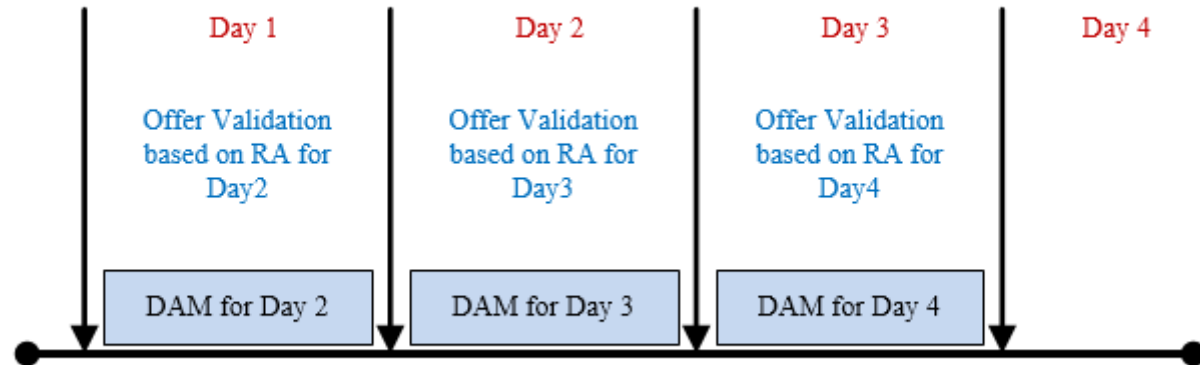 Day 1
Day 2
Day 3
Day 4
Offer Validation
based on RA for
Day2
Offer Validation
based on RA for
Day3
Offer Validation
based on RA for
Day4
DAM for Day 2
DAM for Day 3
DAM for Day 4